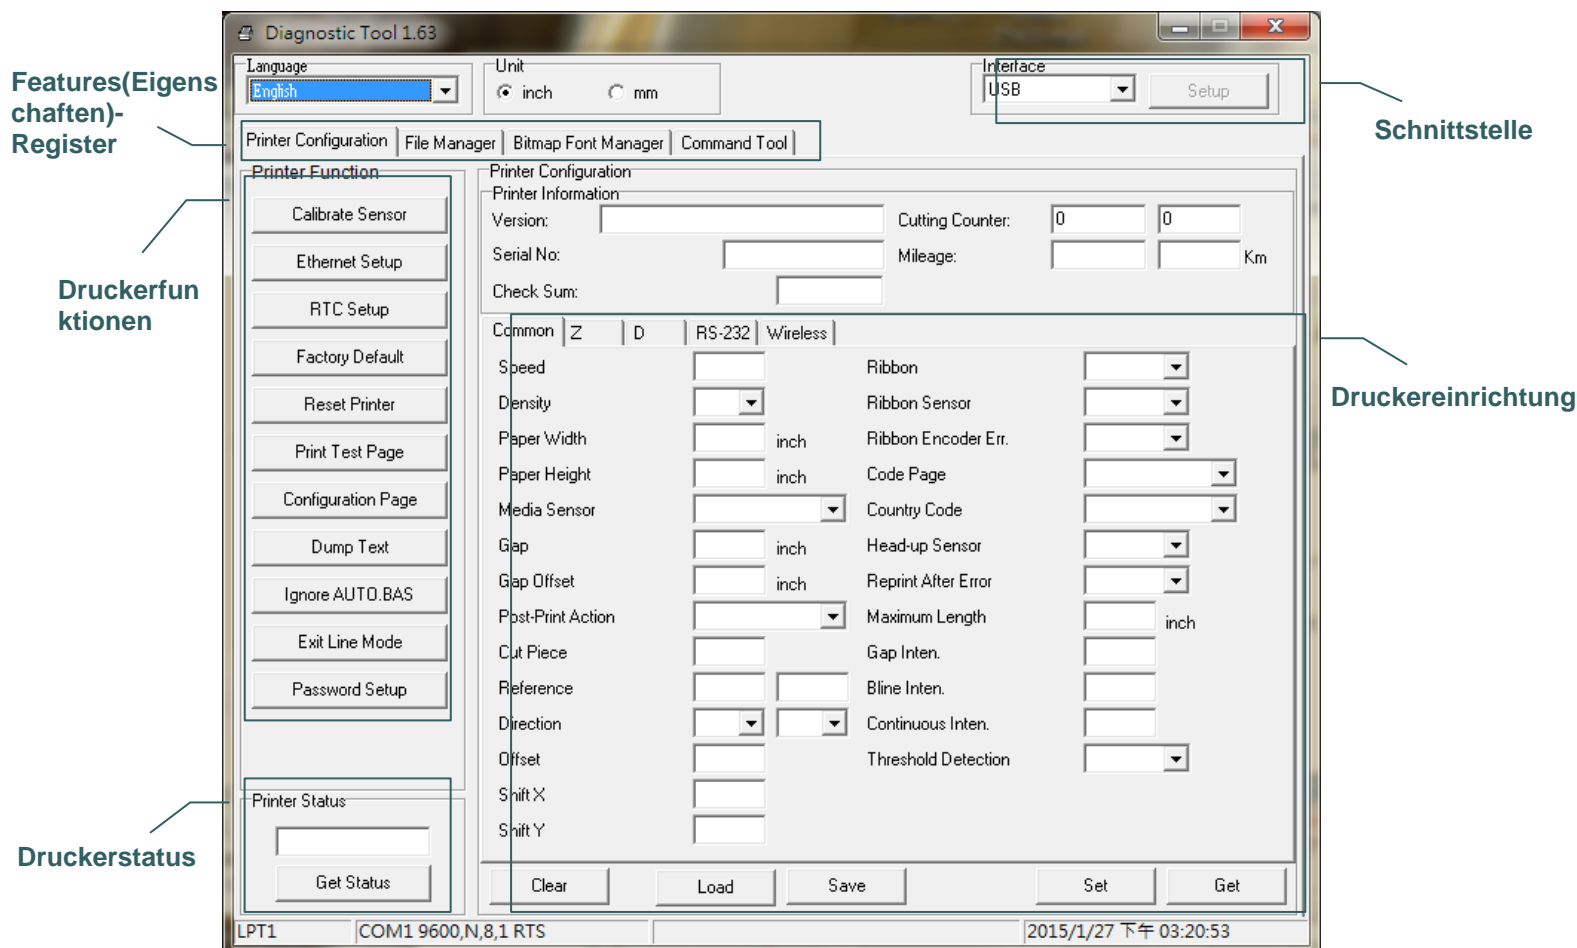 Diagnostic Tool 1.63
Language
English
Unit
inch
mm
Interface
USB
Setup
Features(Eigens
chaften)-
Register
Schnittstelle
Printer Configuration
File Manager
Bitmap Font Manager
Command Tool
Printer Function
Calibrate Sensor
Ethernet Setup
RTC Setup
Factory Default
Reset Printer
Print Test Page
Configuration Page
Dump Text
Ignore AUTO.BAS
Exit Line Mode
Password Setup
Druckerfun
ktionen
Printer Configuration
Printer Information
Version:
Cutting Counter:
0
0
Serial No:
Mileage:
Km
Check Sum:
Common
Z
D
RS-232
Wireless
Speed
Ribbon
Density
Ribbon Sensor
Druckereinrichtung
Paper Width
inch
Ribbon Encoder Err.
Paper Height
inch
Code Page
Media Sensor
Country Code
Gap
inch
Head-up Sensor
Gap Offset
inch
Reprint After Error
Post-Print Action
Maximum Length
inch
Cut Piece
Gap Inten.
Reference
Bline Inten.
Direction
Continuous Inten.
Offset
Threshold Detection
Shift X
Shift Y
Printer Status
Druckerstatus
Get Status
Clear
Load
Save
Set
Get
LPT1
COM1 9600,N,8,1 RTS
2015/1/27 下午 03:20:53